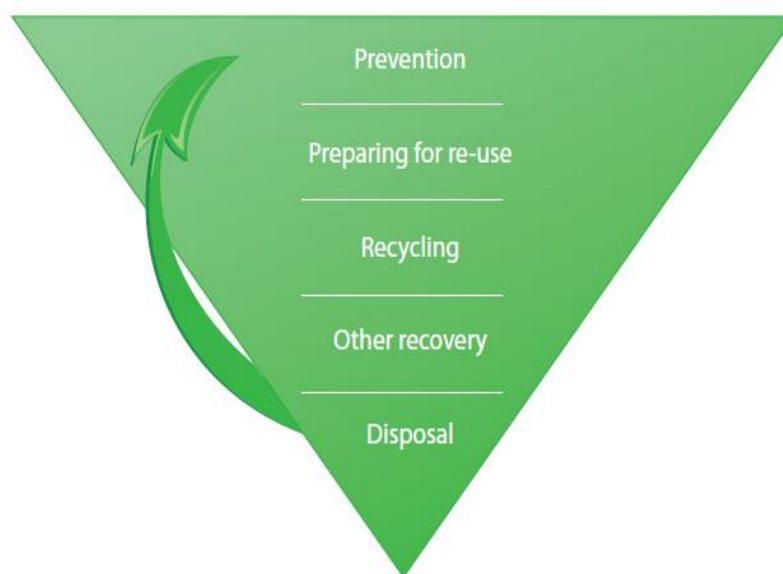 Prevention
Preparing for re-use
Recycling
Other recovery
Disposal